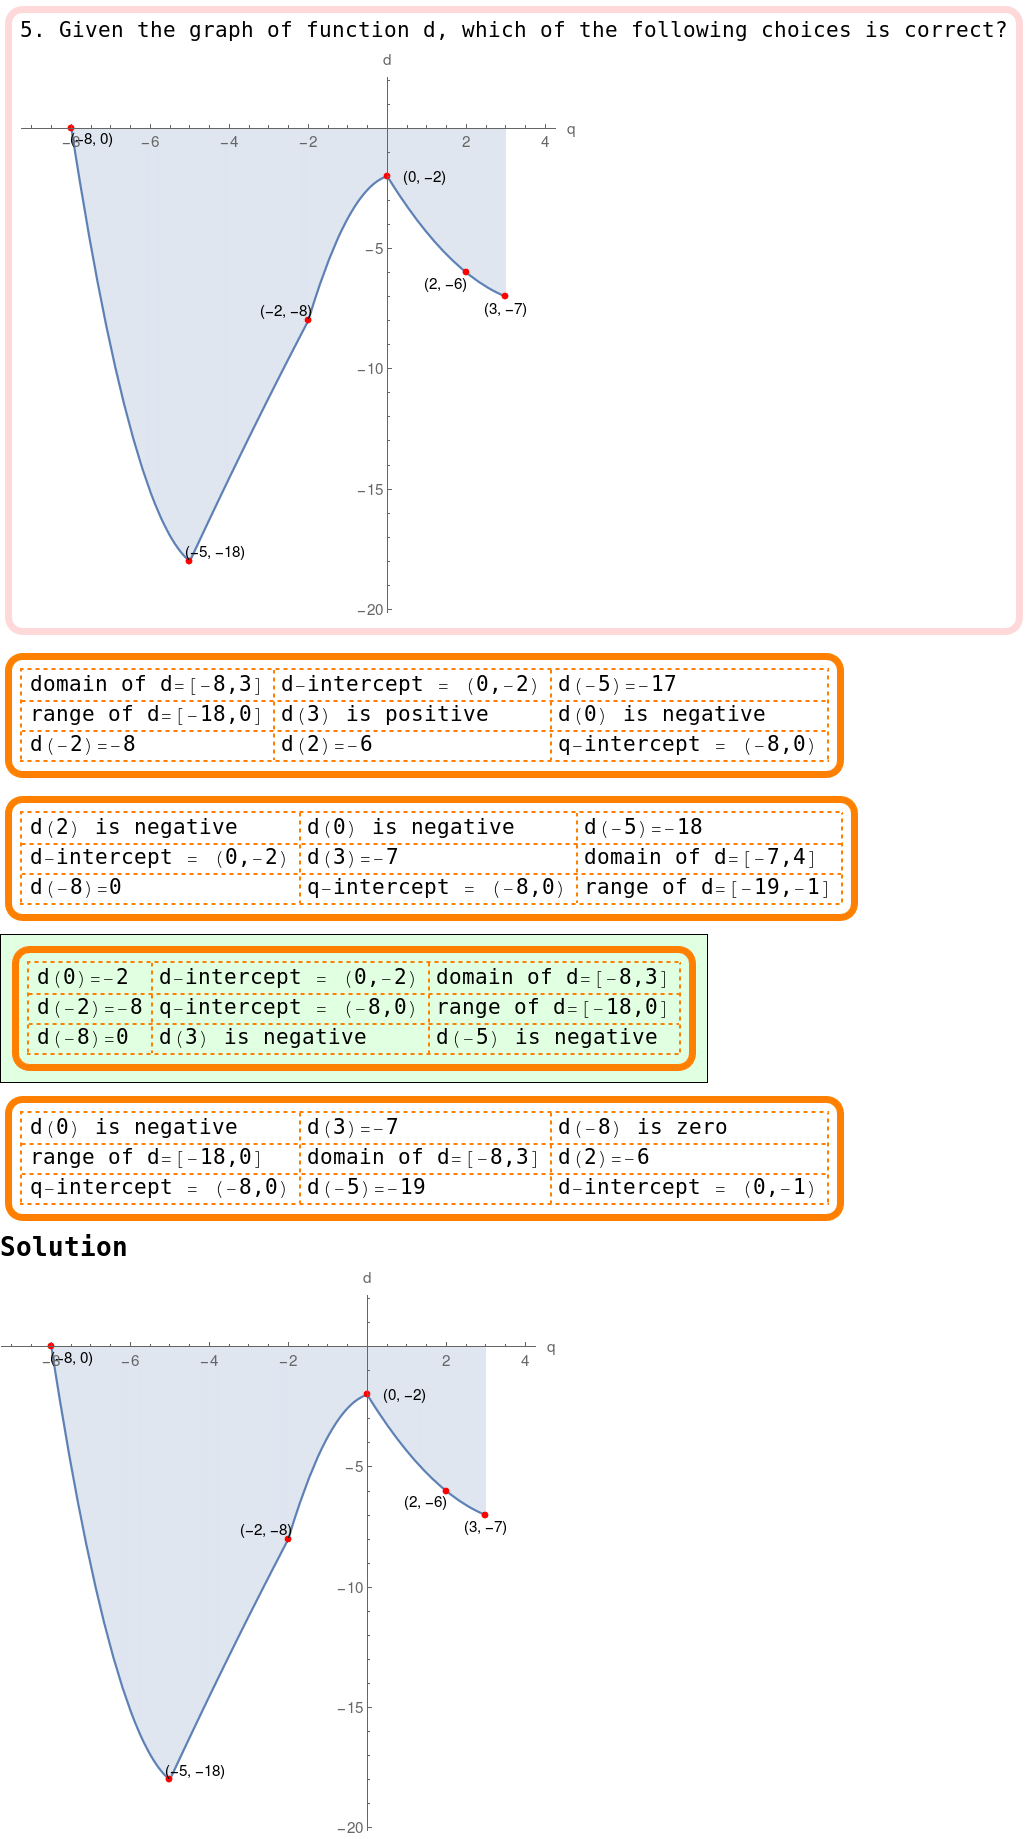 5. Given the graph of function d, which of the following choices is correct?
d
q
(-8, 0)
-8 -6 -4 -2 2 4
(0, -2)
-5
(2, -6)
(-2, -8)
(3, -7)
-10
-15
(-5, -18)
-20
domain of d=[-8,3] d-intercept = (0,-2) d(-5)=-17
range of d=[-18,0] d(3) is positive d(0) is negative
d(-2)=-8 d(2)=-6 q-intercept = (-8,0)
d(2) is negative d(0) is negative d(-5)=-18
d-intercept = (0,-2) d(3)=-7 domain of d=[-7,4]
d(-8)=0 q-intercept = (-8,0) range of d=[-19,-1]
d(0)=-2 d-intercept = (0,-2) domain of d=[-8,3]
d(-2)=-8 q-intercept = (-8,0) range of d=[-18,0]
d(-8)=0 d(3) is negative d(-5) is negative
d(0) is negative d(3)=-7 d(-8) is zero
range of d=[-18,0] domain of d=[-8,3] d(2)=-6
q-intercept = (-8,0) d(-5)=-19 d-intercept = (0,-1)
Solution
d
q
(-8, 0)
-8 -6 -4 -2 2 4
(0, -2)
-5
(2, -6)
(-2, -8)
(3, -7)
-10
-15
(-5, -18)
-20